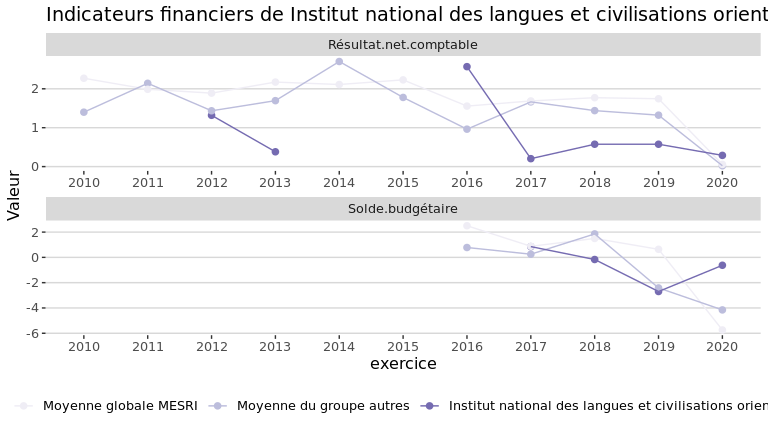 Indicateurs financiers de Institut national des langues et civilisations orient
Résultat.net.comptable
2
1
0
2010 2011 2012 2013 2014 2015 2016 2017 2018 2019 2020
Valeur
Solde.budgétaire
2
0
-2
-4
-6
2010 2011 2012 2013 2014 2015 2016 2017 2018 2019 2020
exercice
Moyenne globale MESRI Moyenne du groupe autres Institut national des langues et civilisations orien